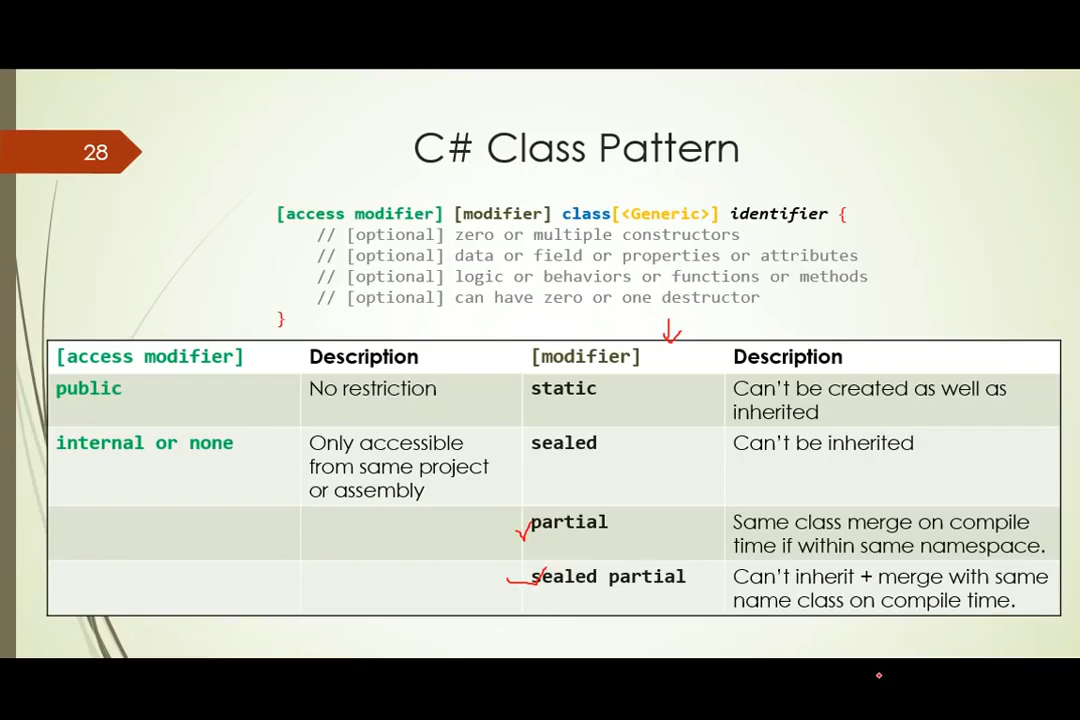 28
C# Class Pattern
[access modifier] [modifier] class[<Generic>] identifier {
// [optional] zero or multiple constructors
// [optional] data or field or properties or attributes
// [optional] logic or behaviors or functions or methods
// [optional] can have zero or one destructor
}
[access modifier] Description [modifier] Description
public No restriction static Can't be created as well as
inherited
internal or none Only accessible sealed Can't be inherited
from same project
or assembly
partial Same class merge on compile
time if within same namespace.
sealed partial Can't inherit + merge with same
name class on compile time.